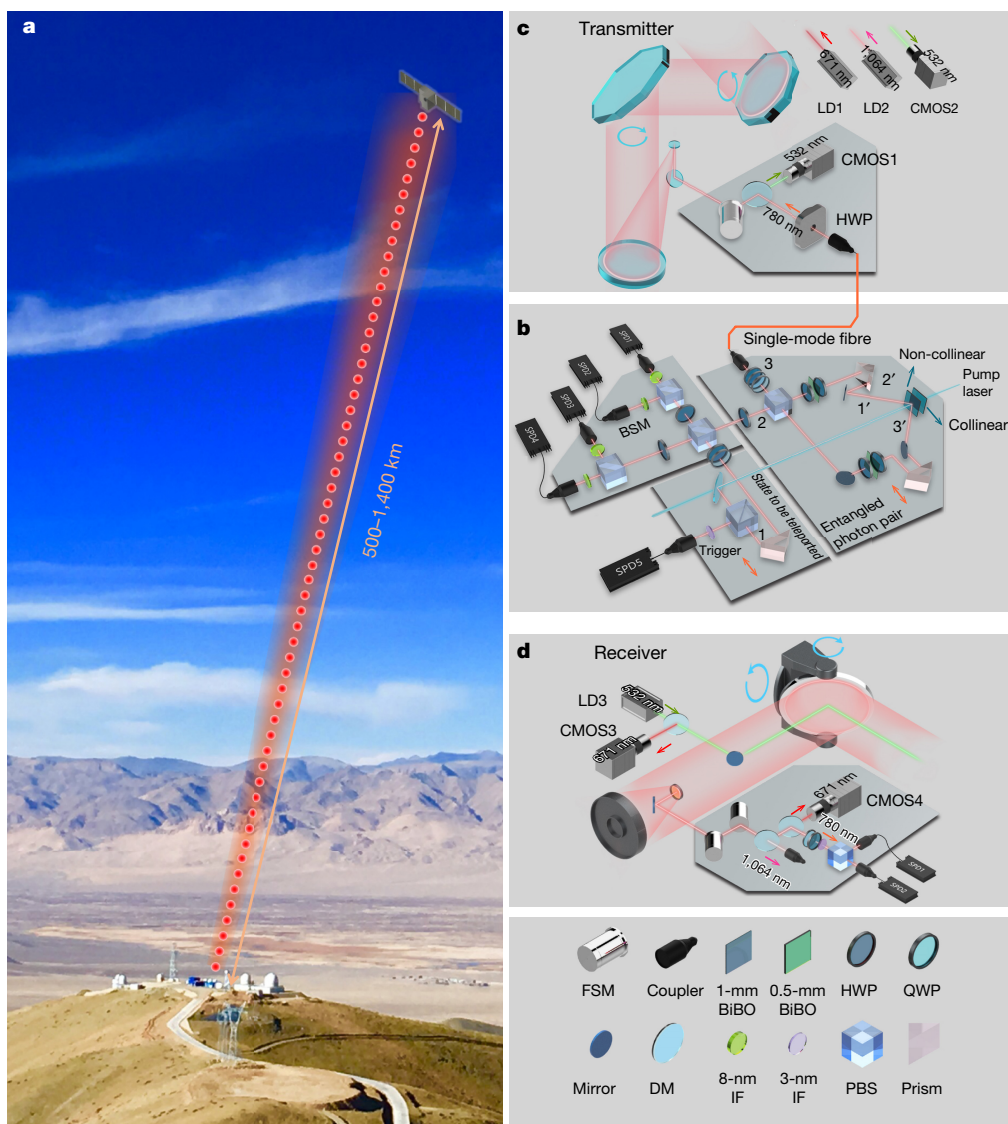 a
500–1,400 km
c
Transmitter
671 nm
1,064 nm
532 nm
LD1
LD2
CMOS2
532 nm
CMOS1
780 nm
HWP
b
Single-mode fibre
SPD1
SPD2
SPD3
SPD4
BSM
3
2
2′
1′
3′
Non-collinear
Pump
laser
Collinear
State to be teleported
Entangled
photon pair
1
Trigger
SPD5
d
Receiver
LD3
532 nm
CMOS3
671 nm
671 nm
CMOS4
780 nm
1,064 nm
SPD1
SPD2
FSM
Coupler
1-mm
BiBO
0.5-mm
BiBO
HWP
QWP
Mirror
DM
8-nm
IF
3-nm
IF
PBS
Prism